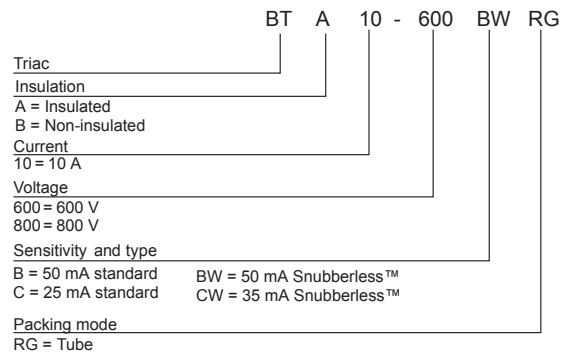 BT A 10 - 600 BW RG
Triac
Insulation
A = Insulated
B = Non-insulated
Current
10 = 10 A
Voltage
600 = 600 V
800 = 800 V
Sensitivity and type
B = 50 mA standard BW = 50 mA Snubberless™
C = 25 mA standard CW = 35 mA Snubberless™
Packing mode
RG = Tube